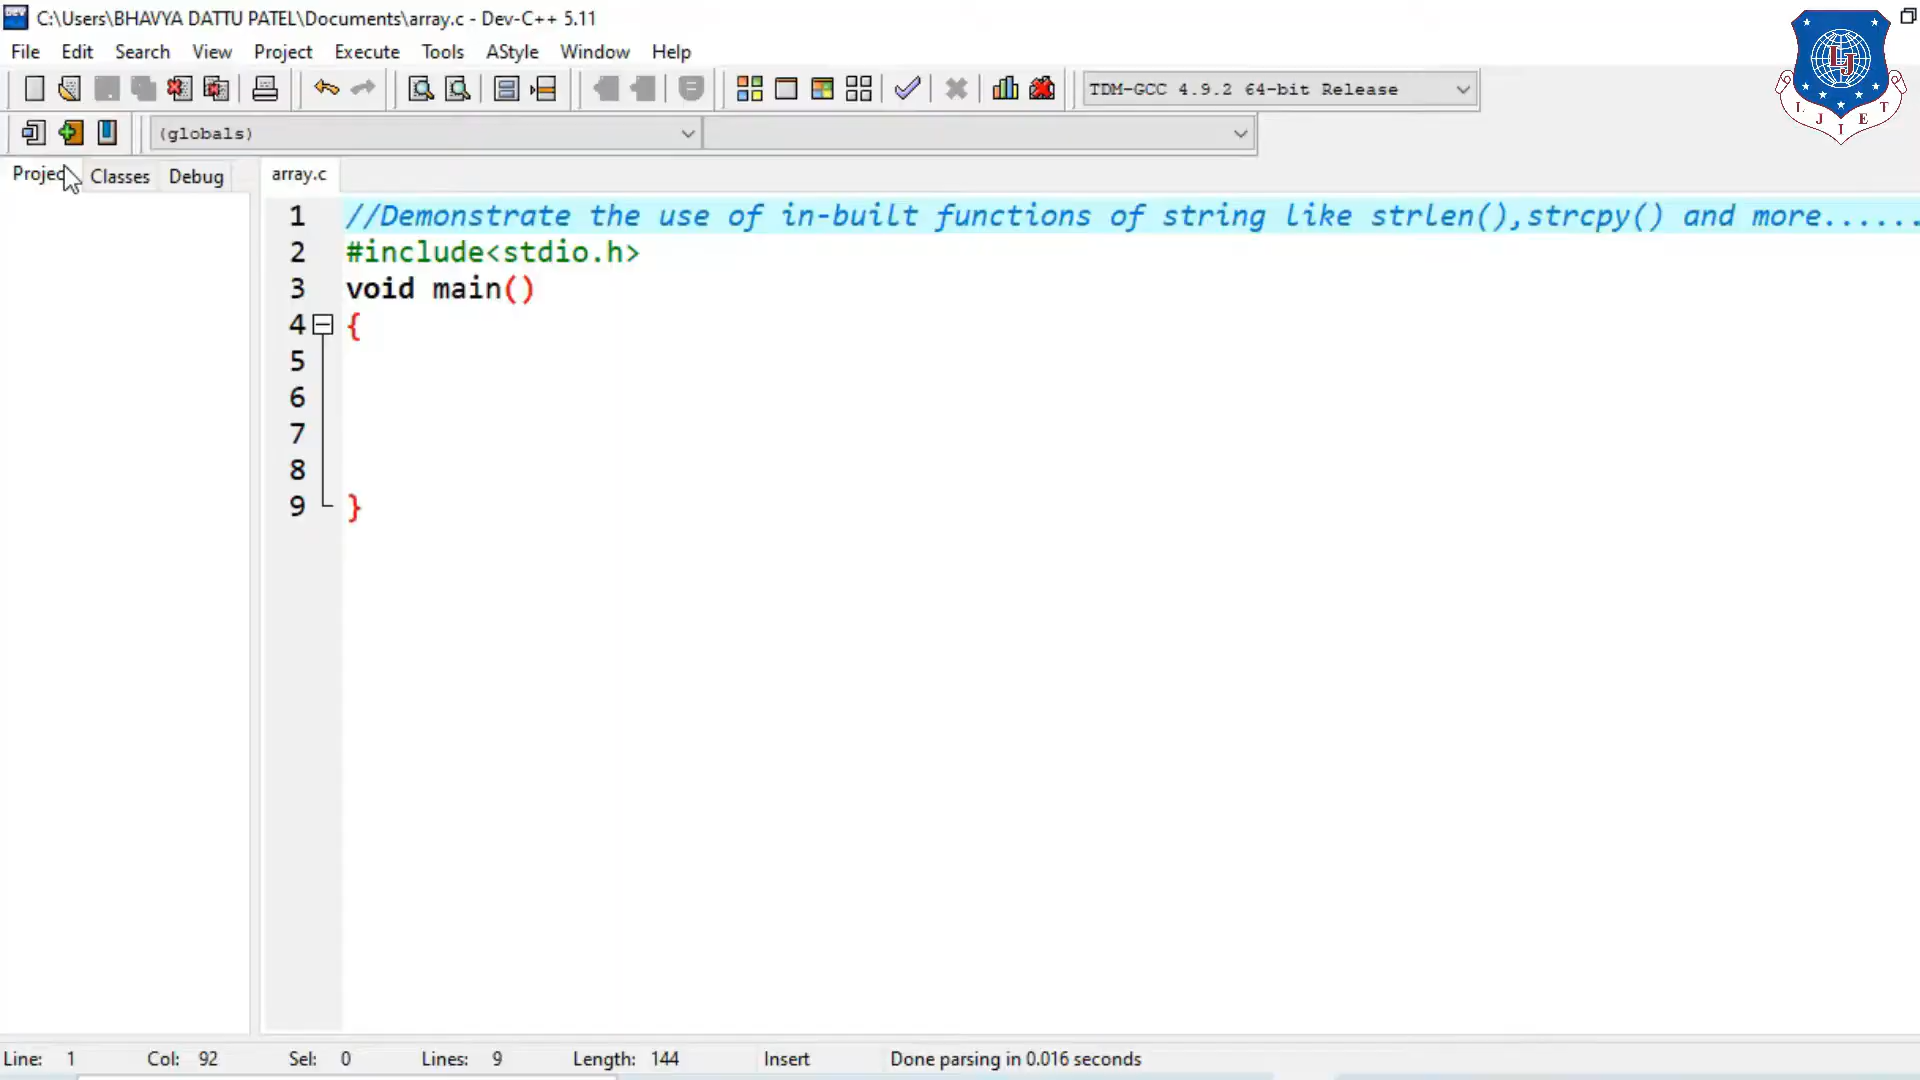 C:\Users\BHAVYA DATTU PATEL\Documents\array.c - Dev-C++ 5.11
File Edit Search View Project Execute Tools AStyle Window Help
TDM-GCC 4.9.2 64-bit Release
(globals)
Project Classes Debug array.c
1 //Demonstrate the use of in-built functions of string like strlen(),strcpy() and more......
2 #include<stdio.h>
3 void main()
4 {
5
6
7
8
9 }
Line: 1 Col: 92 Sel: 0 Lines: 9 Length: 144 Insert Done parsing in 0.016 seconds
DEV
LJ
L J I E T